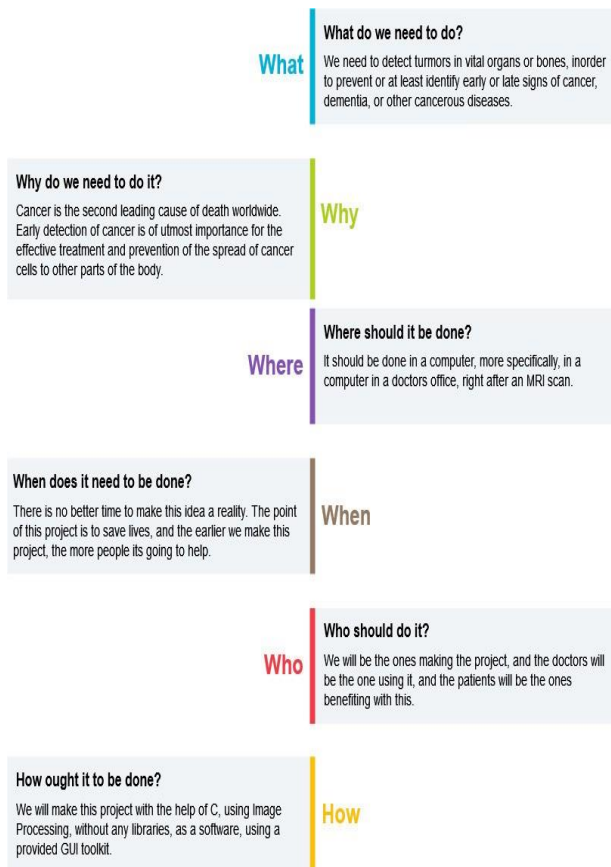 What
What do we need to do?
We need to detect turmors in vital organs or bones, inorder
to prevent or at least identify early or late signs of cancer,
dementia, or other cancerous diseases.
Why do we need to do it?
Cancer is the second leading cause of death worldwide.
Early detection of cancer is of utmost importance for the
effective treatment and prevention of the spread of cancer
cells to other parts of the body.
Why
Where
Where should it be done?
It should be done in a computer, more specifically, in a
computer in a doctors office, right after an MRI scan.
When does it need to be done?
There is no better time to make this idea a reality. The point
of this project is to save lives, and the earlier we make this
project, the more people its going to help.
When
Who
Who should do it?
We will be the ones making the project, and the doctors will
be the one using it, and the patients will be the ones
benefiting with this.
How ought it to be done?
We will make this project with the help of C, using Image
Processing, without any libraries, as a software, using a
provided GUI toolkit.
How